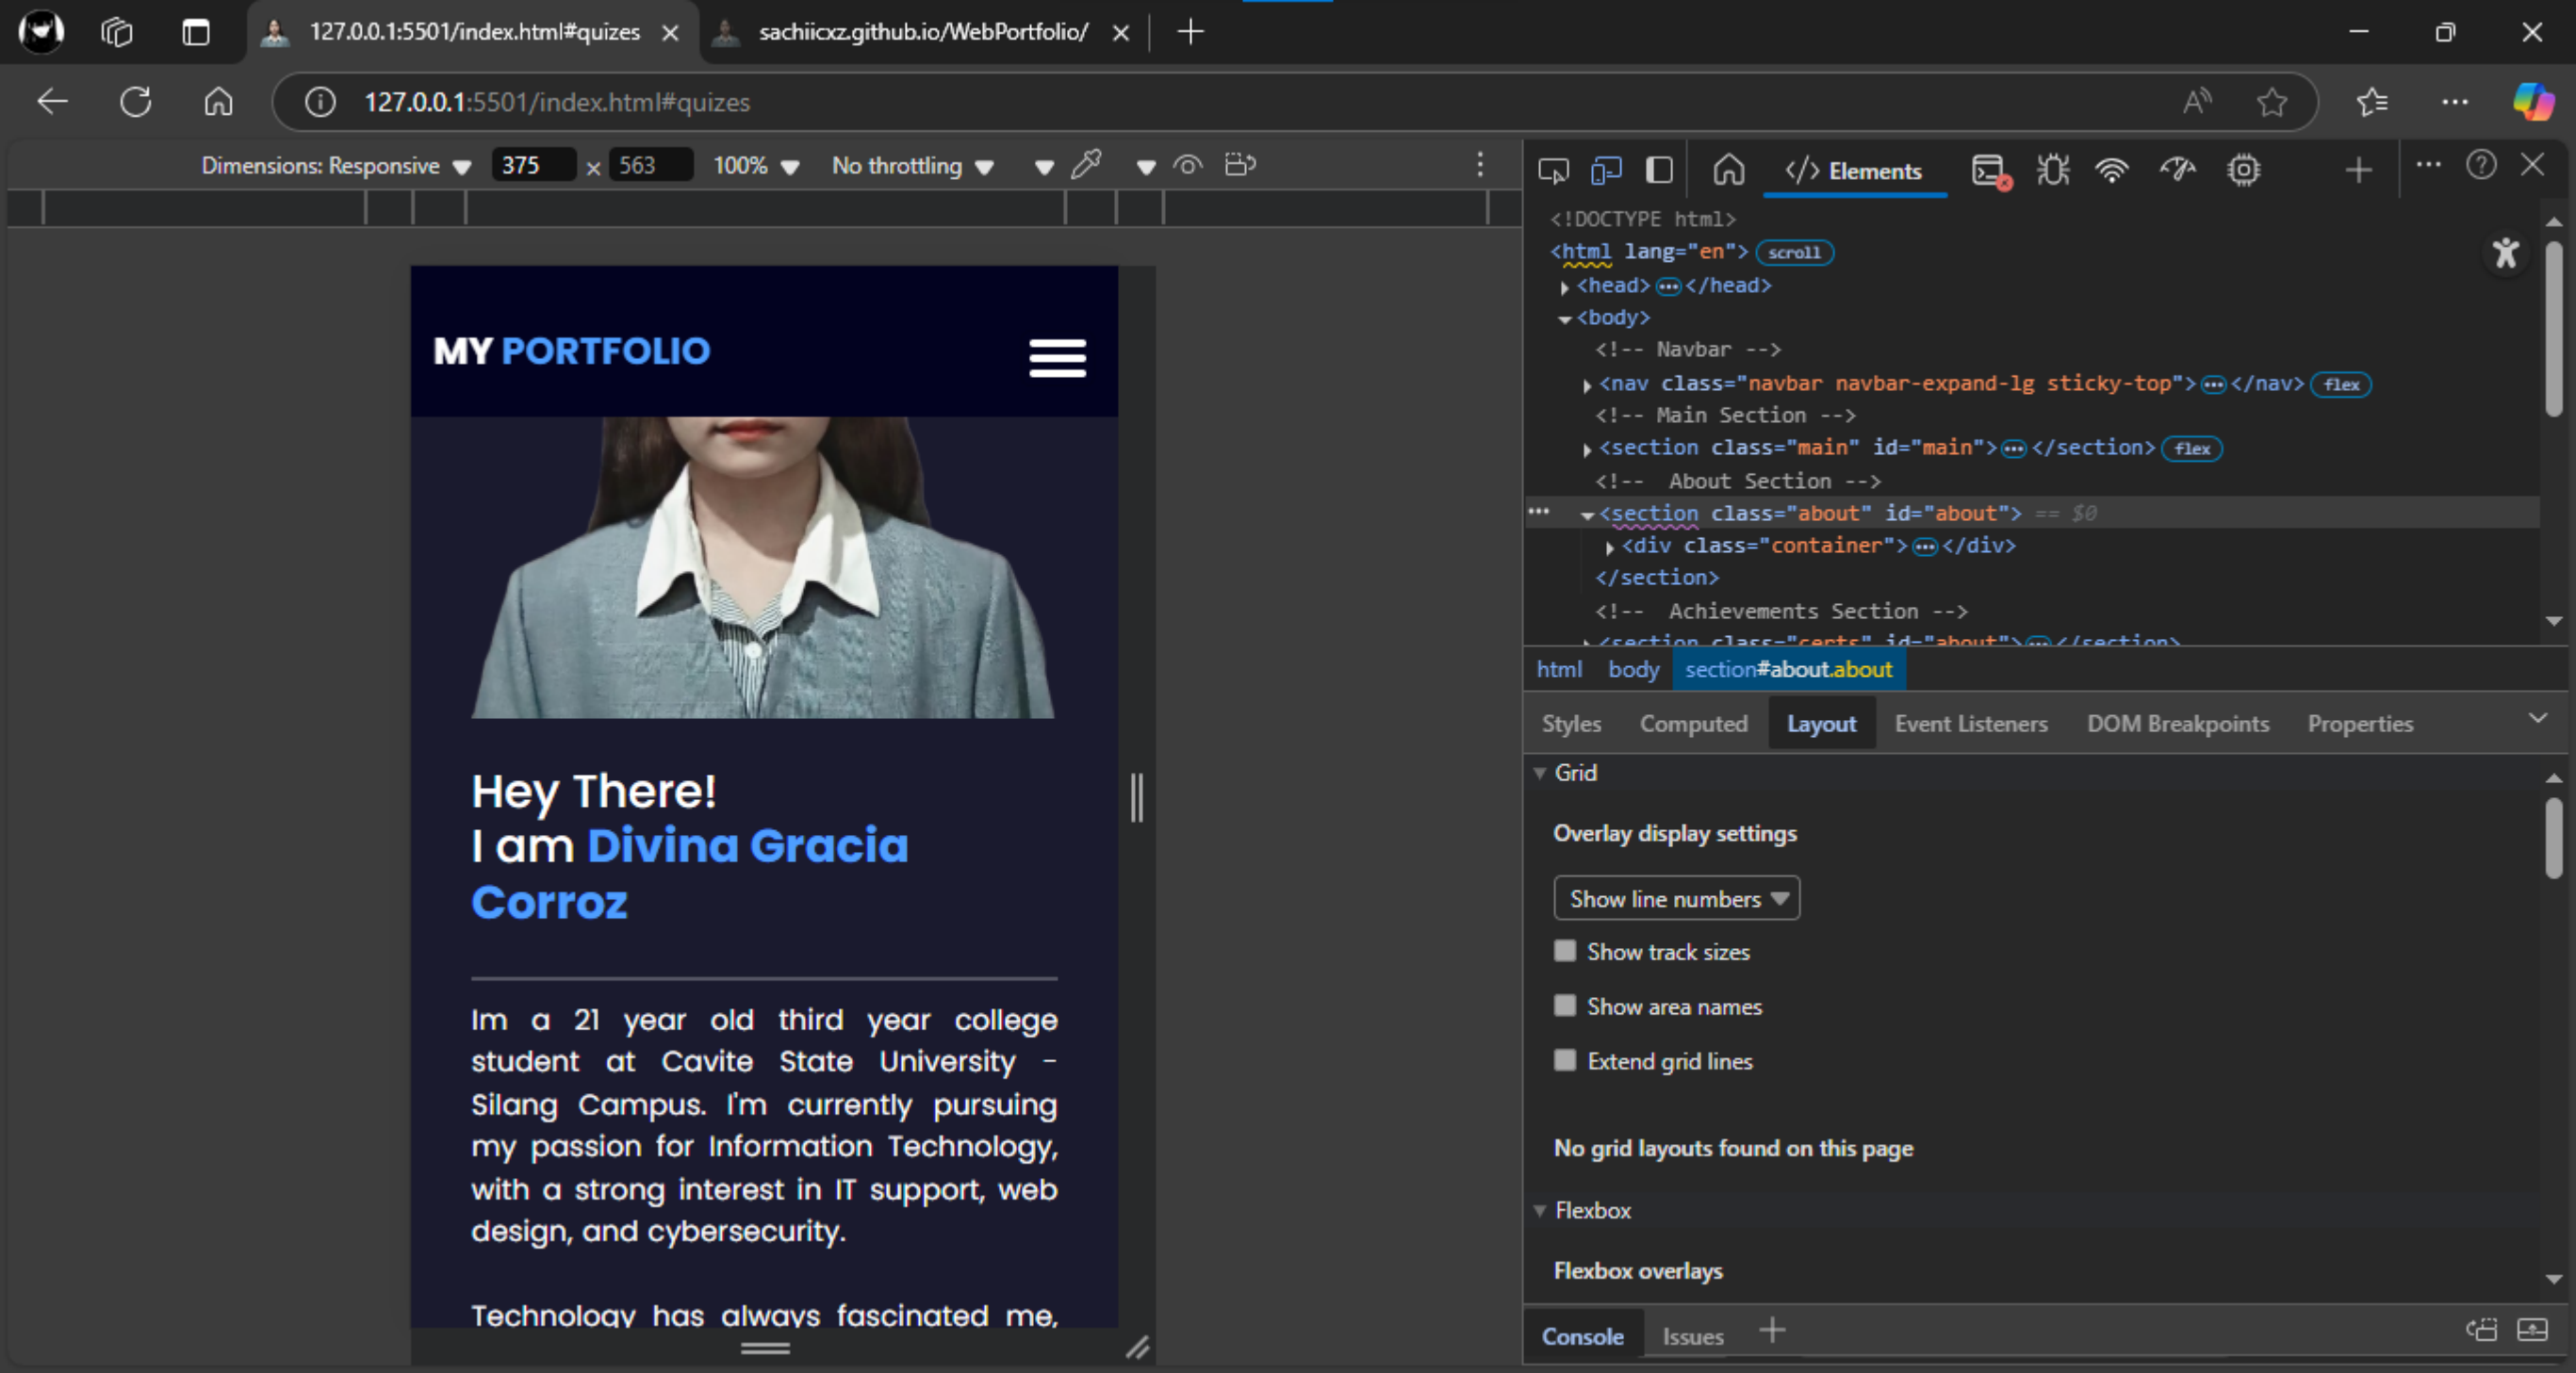 127.0.0.1:5501/index.html#quizes
sachiicxz.github.io/WebPortfolio/
127.0.0.1:5501/index.html#quizes
Dimensions: Responsive 375 x 563 100% No throttling
Elements
MY PORTFOLIO
Hey There!
I am Divina Gracia
Corroz
Im a 21 year old third year college
student at Cavite State University -
Silang Campus. I'm currently pursuing
my passion for Information Technology,
with a strong interest in IT support, web
design, and cybersecurity.
Technology has always fascinated me,
<!DOCTYPE html>
<html lang="en"> scroll
<head>…</head>
<body>
<!-- Navbar -->
<nav class="navbar navbar-expand-lg sticky-top">…</nav> flex
<!-- Main Section -->
<section class="main" id="main">…</section> flex
<!--  About Section -->
<section class="about" id="about"> == $0
<div class="container">…</div>
</section>
<!--  Achievements Section -->
<section class="certs" id="about">…</section>
html body section#about.about
Styles Computed Layout Event Listeners DOM Breakpoints Properties
Grid
Overlay display settings
Show line numbers
Show track sizes
Show area names
Extend grid lines
No grid layouts found on this page
Flexbox
Flexbox overlays
Console Issues